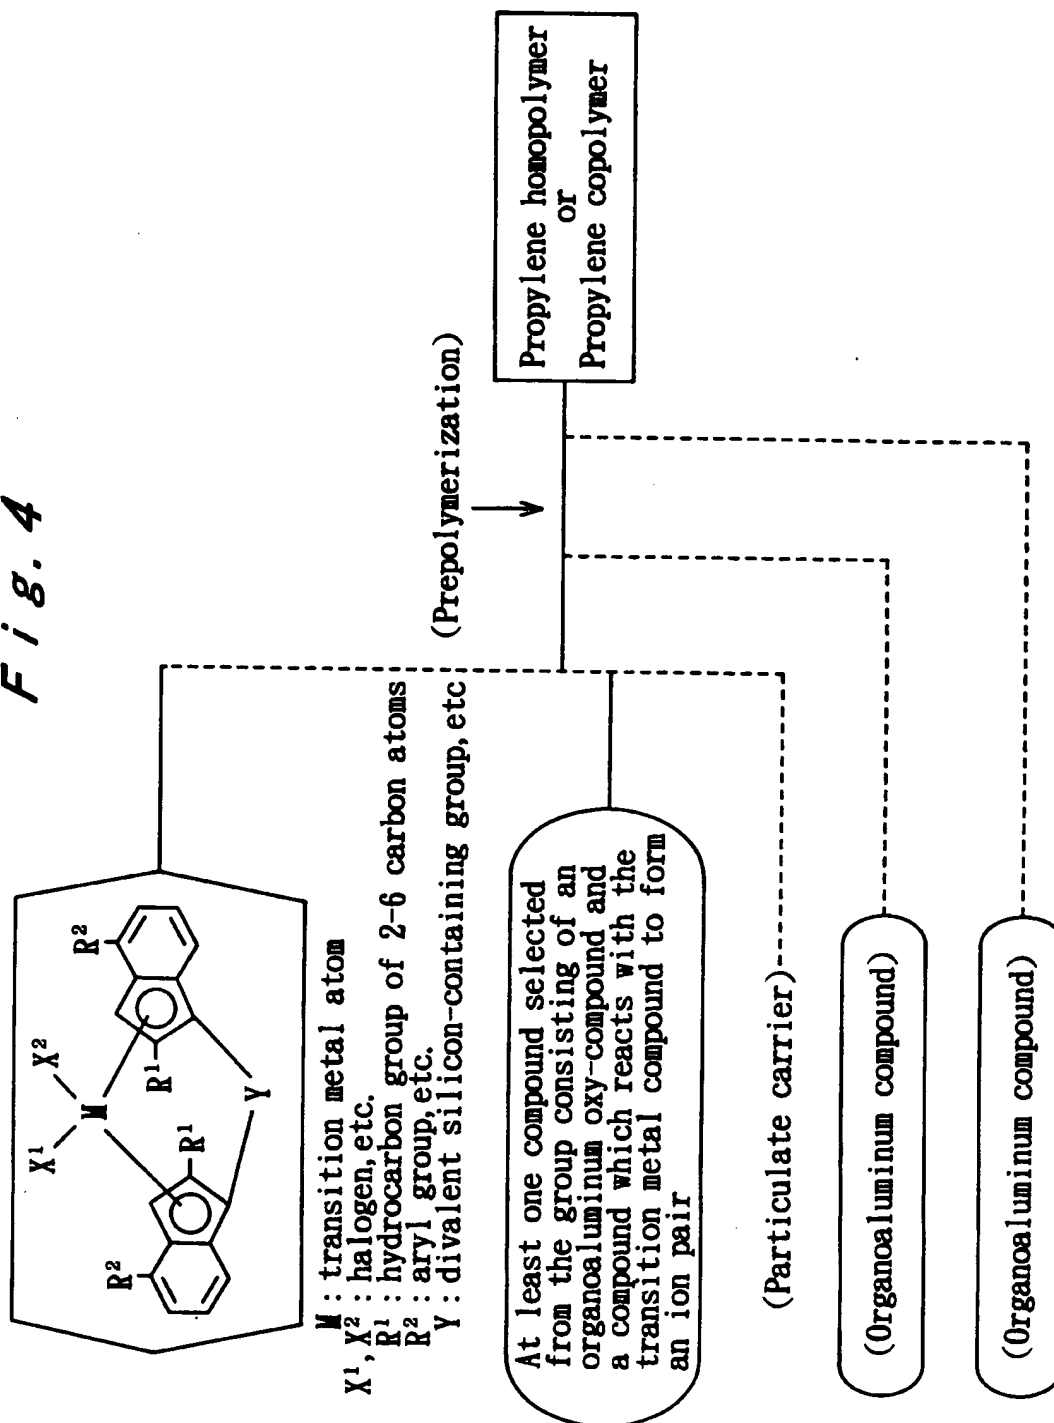 Fig. 4
X¹
X²
M
R²
R¹
R¹
R²
Y
M : transition metal atom
X¹, X² : halogen, etc.
R¹ : hydrocarbon group of 2-6 carbon atoms
R² : aryl group, etc.
Y : divalent silicon-containing group, etc
(Prepolymerization)
At least one compound selected
from the group consisting of an
organoaluminum oxy-compound and
a compound which reacts with the
transition metal compound to form
an ion pair
Propylene homopolymer
or
Propylene copolymer
(Particulate carrier)
(Organoaluminum compound)
(Organoaluminum compound)